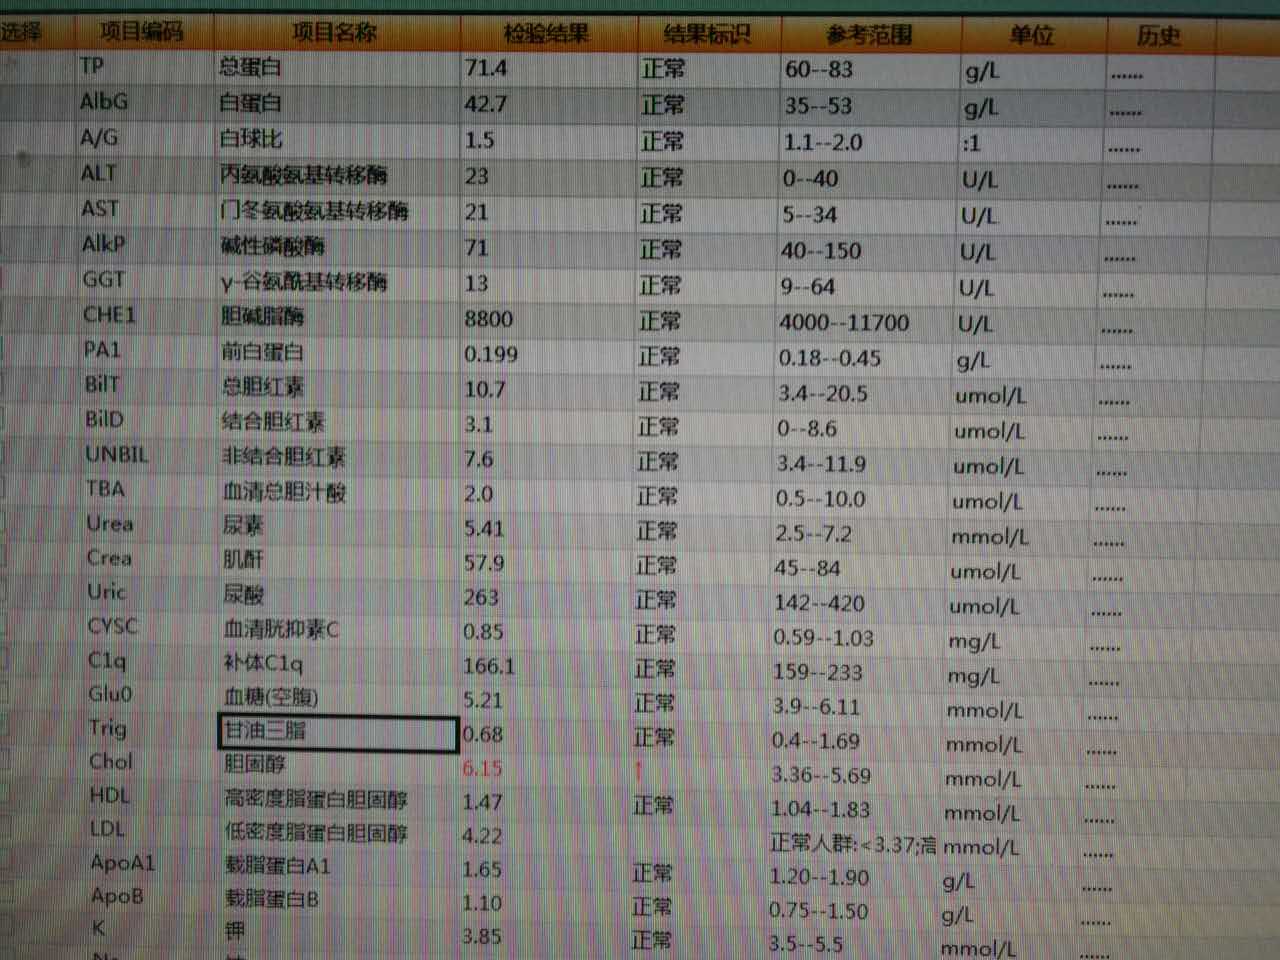 选择 项目编码 项目名称 检验结果 结果标识 参考范围 单位 历史
TP 总蛋白 71.4 正常 60--83 g/L ......
AlbG 白蛋白 42.7 正常 35--53 g/L ......
A/G 白球比 1.5 正常 1.1--2.0 :1 ......
ALT 丙氨酸氨基转移酶 23 正常 0--40 U/L ......
AST 门冬氨酸氨基转移酶 21 正常 5--34 U/L ......
AlkP 碱性磷酸酶 71 正常 40--150 U/L ......
GGT γ-谷氨酰基转移酶 13 正常 9--64 U/L ......
CHE1 胆碱脂酶 8800 正常 4000--11700 U/L ......
PA1 前白蛋白 0.199 正常 0.18--0.45 g/L ......
BilT 总胆红素 10.7 正常 3.4--20.5 umol/L ......
BilD 结合胆红素 3.1 正常 0--8.6 umol/L ......
UNBIL 非结合胆红素 7.6 正常 3.4--11.9 umol/L ......
TBA 血清总胆汁酸 2.0 正常 0.5--10.0 umol/L ......
Urea 尿素 5.41 正常 2.5--7.2 mmol/L ......
Crea 肌酐 57.9 正常 45--84 umol/L ......
Uric 尿酸 263 正常 142--420 umol/L ......
CYSC 血清胱抑素C 0.85 正常 0.59--1.03 mg/L ......
C1q 补体C1q 166.1 正常 159--233 mg/L ......
Glu0 血糖(空腹) 5.21 正常 3.9--6.11 mmol/L ......
Trig 甘油三脂 0.68 正常 0.4--1.69 mmol/L ......
Chol 胆固醇 6.15 ↑ 3.36--5.69 mmol/L ......
HDL 高密度脂蛋白胆固醇 1.47 正常 1.04--1.83 mmol/L ......
LDL 低密度脂蛋白胆固醇 4.22 正常人群:<3.37;高 mmol/L ......
ApoA1 载脂蛋白A1 1.65 正常 1.20--1.90 g/L ......
ApoB 载脂蛋白B 1.10 正常 0.75--1.50 g/L ......
K 钾 3.85 正常 3.5--5.5 mmol/L ......